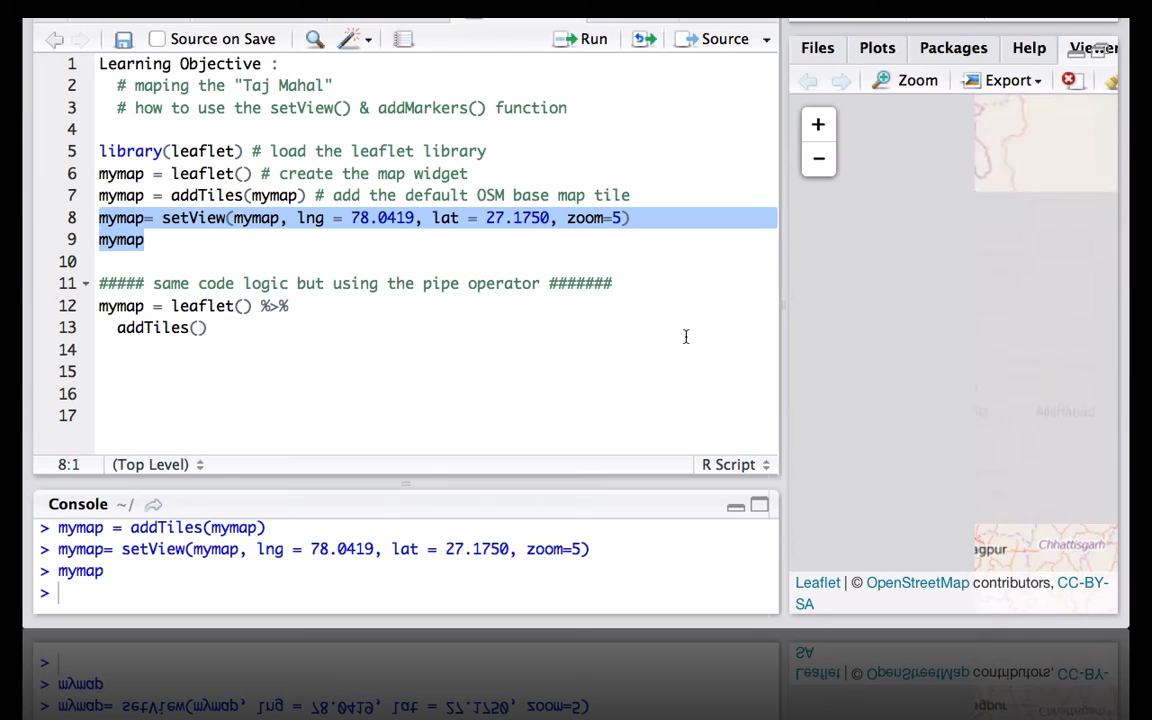 Source on Save
Run
Source
1 Learning Objective :
2 # maping the "Taj Mahal"
3 # how to use the setView() & addMarkers() function
4
5 library(leaflet) # load the leaflet library
6 mymap = leaflet() # create the map widget
7 mymap = addTiles(mymap) # add the default OSM base map tile
8 mymap= setView(mymap, lng = 78.0419, lat = 27.1750, zoom=5)
9 mymap
10
11 ##### same code logic but using the pipe operator #######
12 mymap = leaflet() %>%
13 addTiles()
14
15
16
17
8:1 (Top Level) R Script
Console ~/
> mymap = addTiles(mymap)
> mymap= setView(mymap, lng = 78.0419, lat = 27.1750, zoom=5)
> mymap
>
Files Plots Packages Help Viewer
Zoom Export
+
−
Allahabad
agpur Chhattisgarh
Leaflet | © OpenStreetMap contributors, CC-BY-
SA